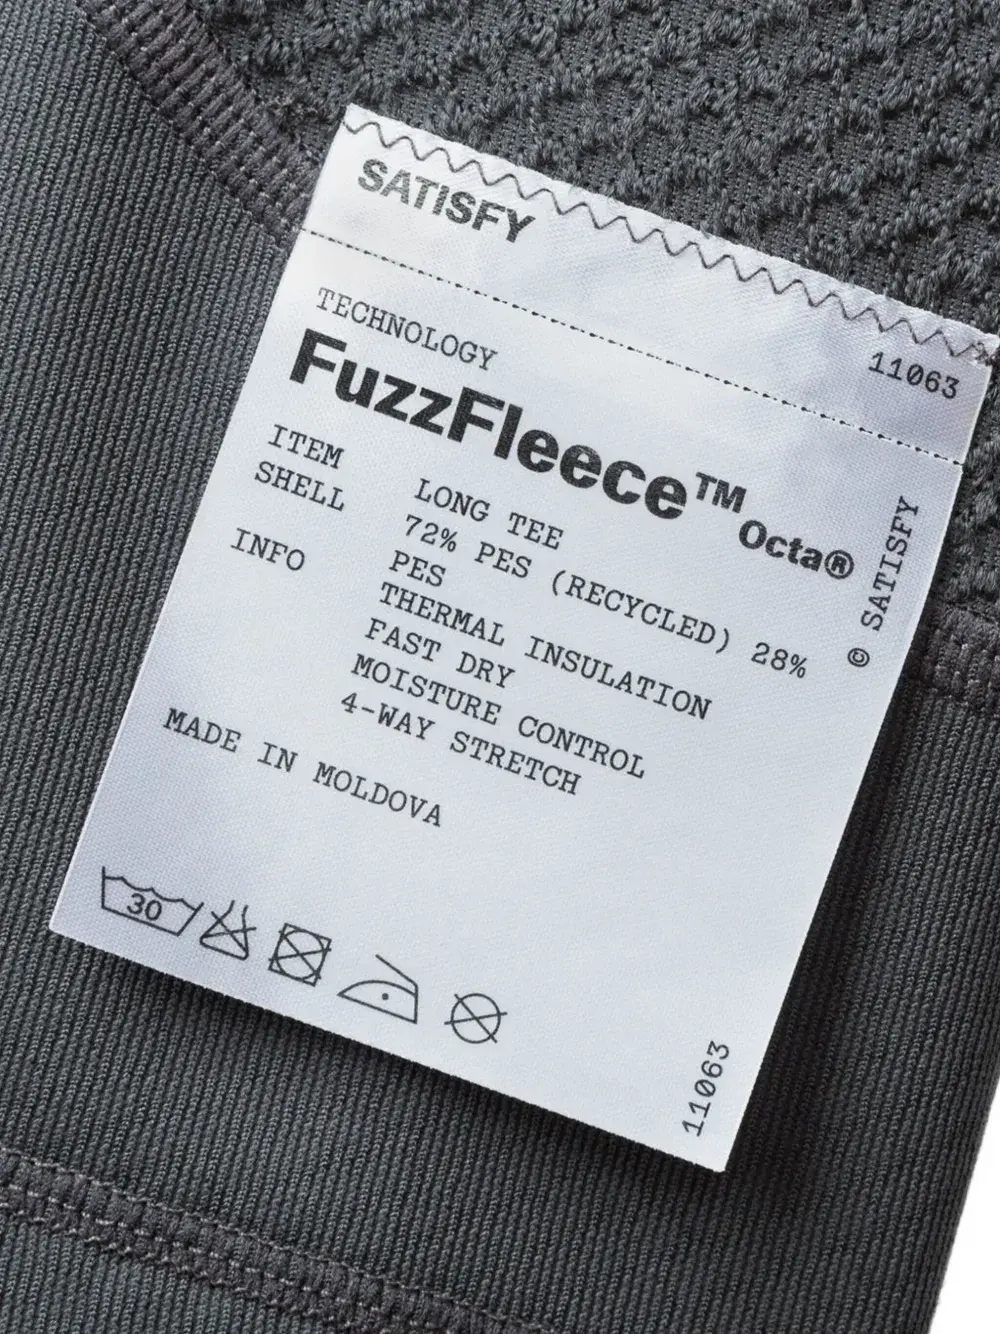 SATISFY
11063
TECHNOLOGY
FuzzFleece™ Octa®
ITEM LONG TEE
SHELL 72% PES (RECYCLED) 28%
PES
INFO THERMAL INSULATION
FAST DRY
MOISTURE CONTROL
4-WAY STRETCH
MADE IN MOLDOVA
30
© SATISFY
11063